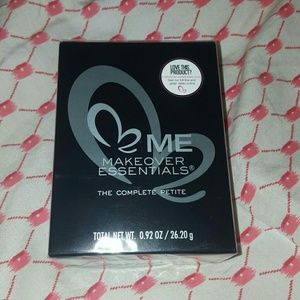 LOVE THIS
PRODUCT?
ME
MAKEOVER
ESSENTIALS®
THE COMPLETE PETITE
TOTAL NET WT. 0.92 OZ / 26.20 g